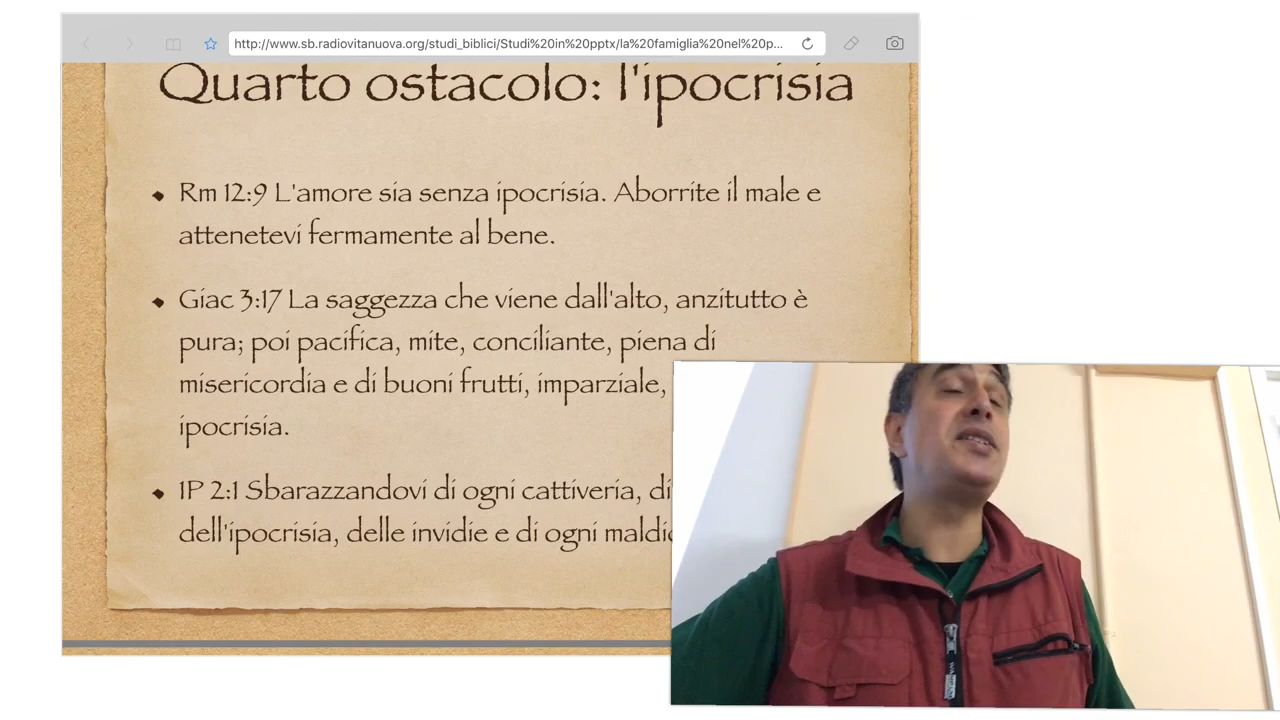 http://www.sb.radiovitanuova.org/studi_biblici/Studi%20in%20pptx/la%20famiglia%20nel%20p...
Quarto ostacolo: l'ipocrisia
Rm 12:9 L'amore sia senza ipocrisia. Aborrite il male e
attenetevi fermamente al bene.
Giac 3:17 La saggezza che viene dall'alto, anzitutto è
pura; poi pacifica, mite, conciliante, piena di
misericordia e di buoni frutti, imparziale,
ipocrisia.
1P 2:1 Sbarazzandovi di ogni cattiveria, di
dell'ipocrisia, delle invidie e di ogni